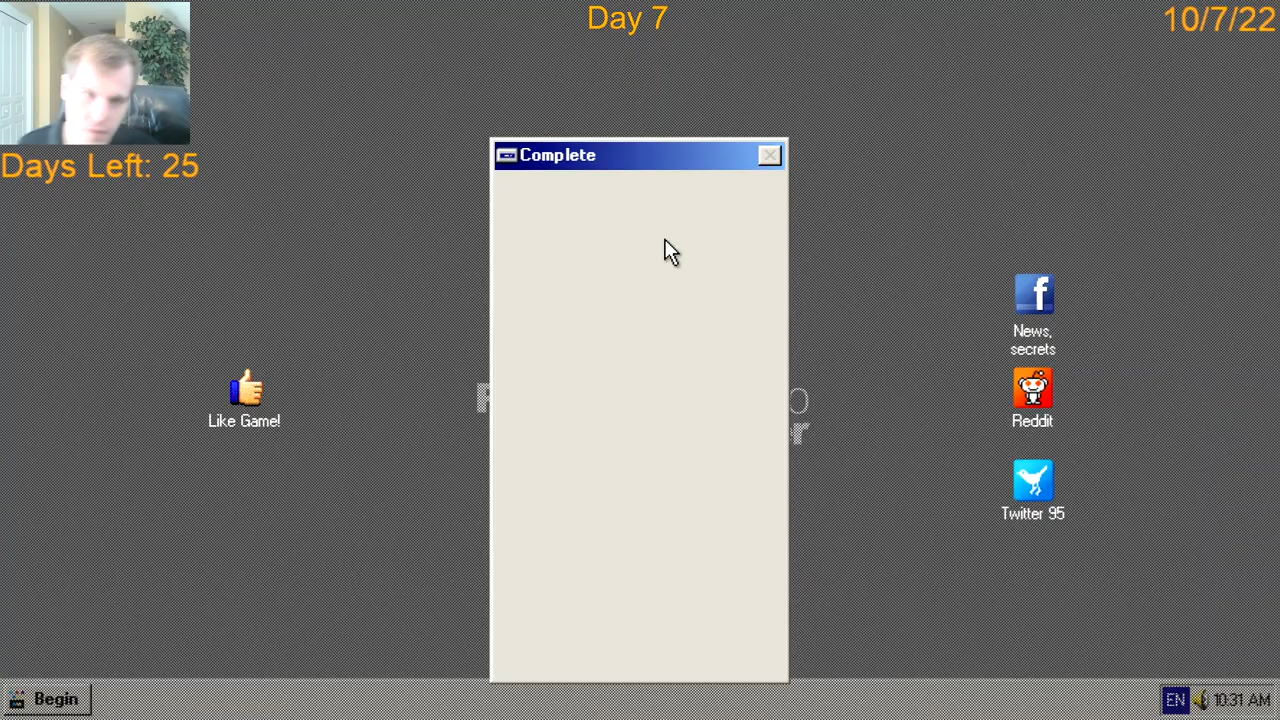 Day 7
10/7/22
Days Left: 25
Complete
News,
secrets
Like Game!
Reddit
Twitter 95
Begin
EN
10:31 AM